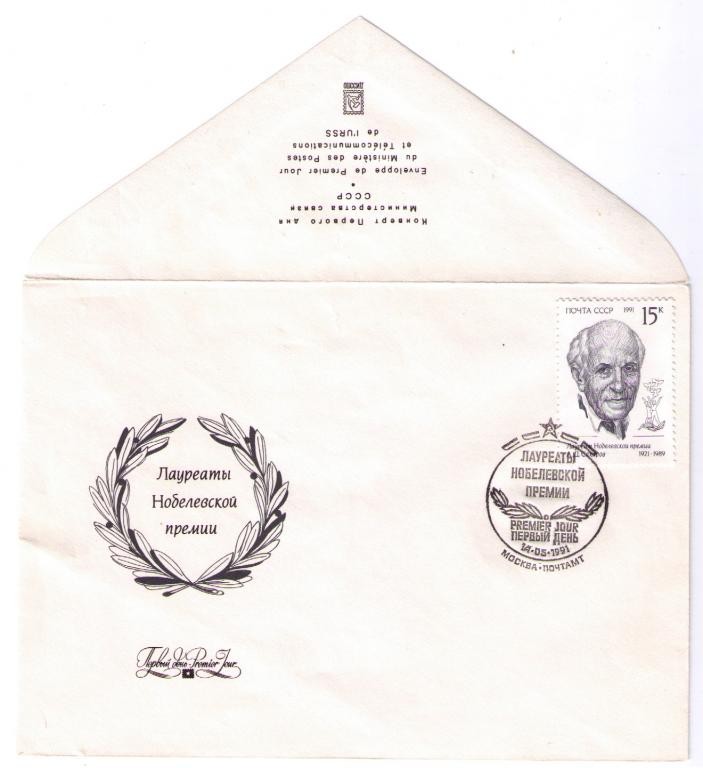 Конверт Первого дня
Министерства связи
СССР
•
Enveloppe de Premier Jour
du Ministère des Postes
et Télécommunications
de l'URSS
ПОЧТА СССР 1991 15К
Лауреат Нобелевской премии
1921-1989
Лауреаты
Нобелевской
премии
ЛАУРЕАТЫ
НОБЕЛЕВСКОЙ
ПРЕМИИ
PREMIER JOUR
ПЕРВЫЙ ДЕНЬ
14·05·1991
МОСКВА·ПОЧТАМТ
Первый день·Premier Jour